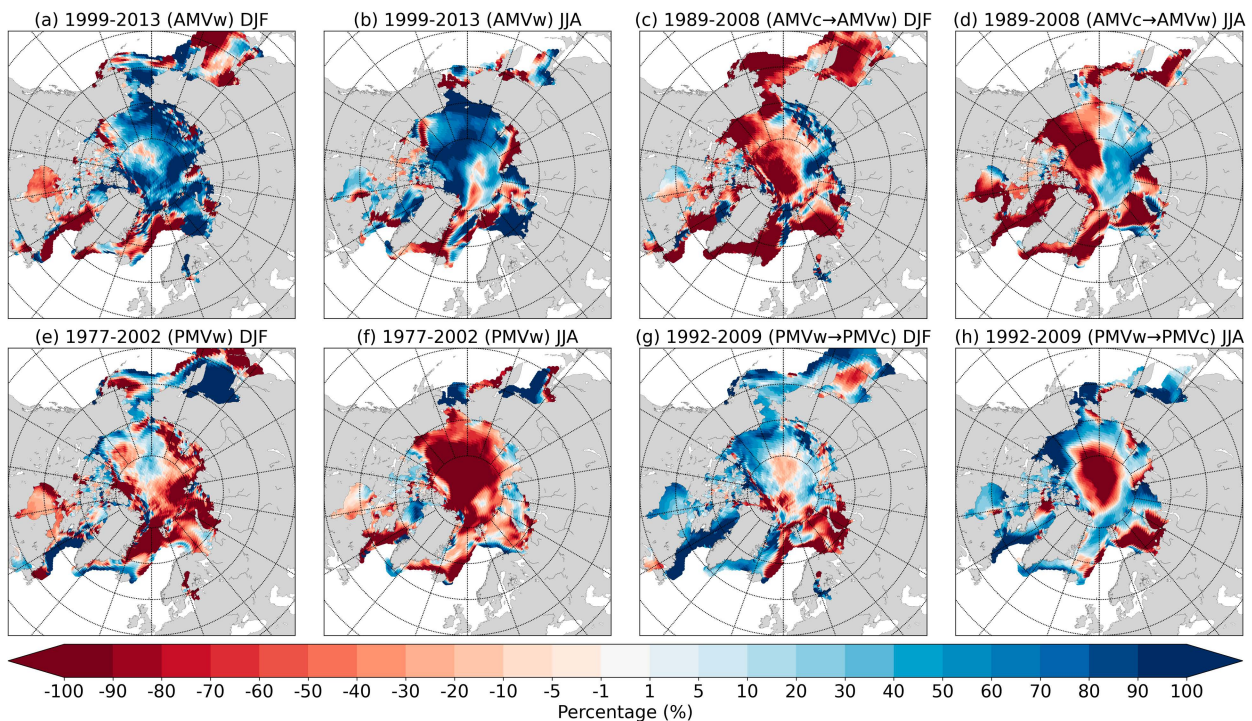 (a) 1999-2013 (AMVw) DJF
(b) 1999-2013 (AMVw) JJA
(c) 1989-2008 (AMVc→AMVw) DJF
(d) 1989-2008 (AMVc→AMVw) JJA
(e) 1977-2002 (PMVw) DJF
(f) 1977-2002 (PMVw) JJA
(g) 1992-2009 (PMVw→PMVc) DJF
(h) 1992-2009 (PMVw→PMVc) JJA
-100 -90 -80 -70 -60 -50 -40 -30 -20 -10 -5 -1 1 5 10 20 30 40 50 60 70 80 90 100
Percentage (%)